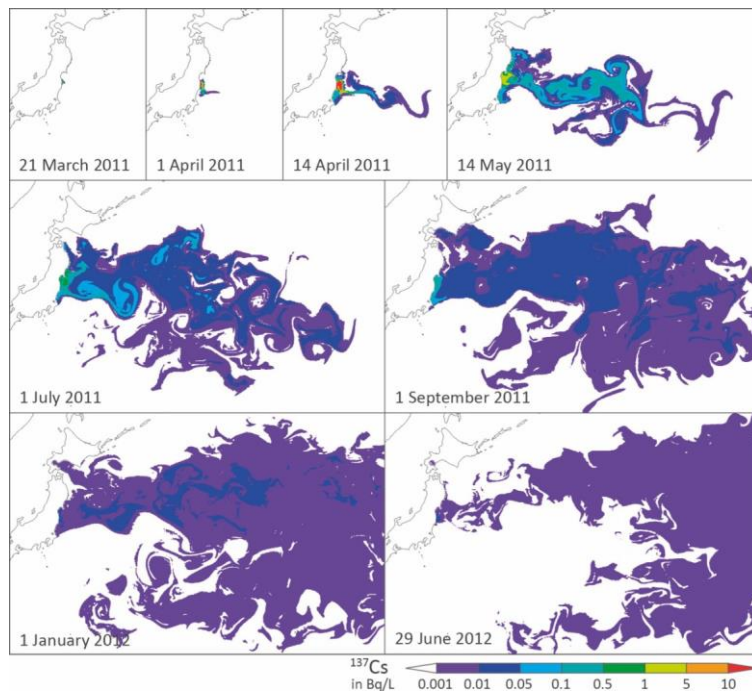 21 March 2011
1 April 2011
14 April 2011
14 May 2011
1 July 2011
1 September 2011
1 January 2012
29 June 2012
¹³⁷Cs
in Bq/L
0.001 0.01 0.05 0.1 0.5 1 5 10